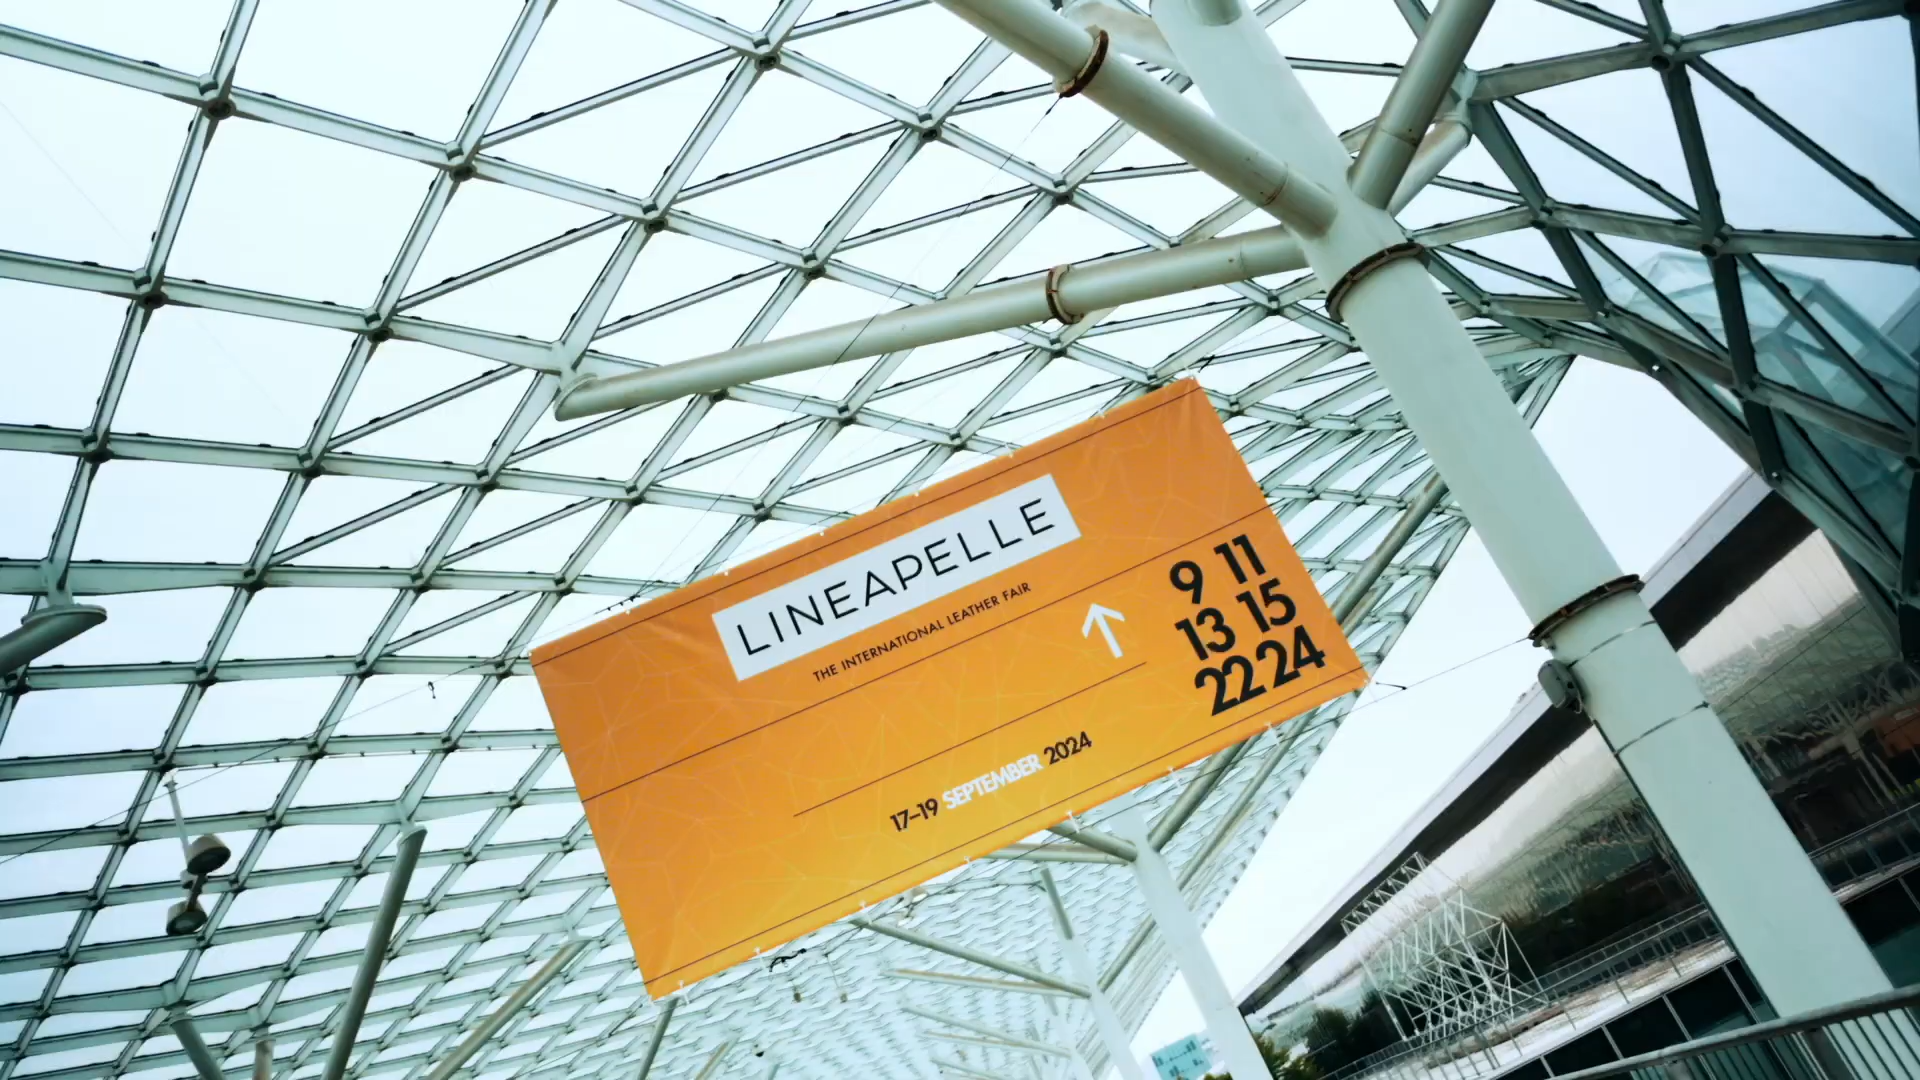 LINEAPELLE
THE INTERNATIONAL LEATHER FAIR
9 11
13 15
22 24
17–19 SEPTEMBER 2024